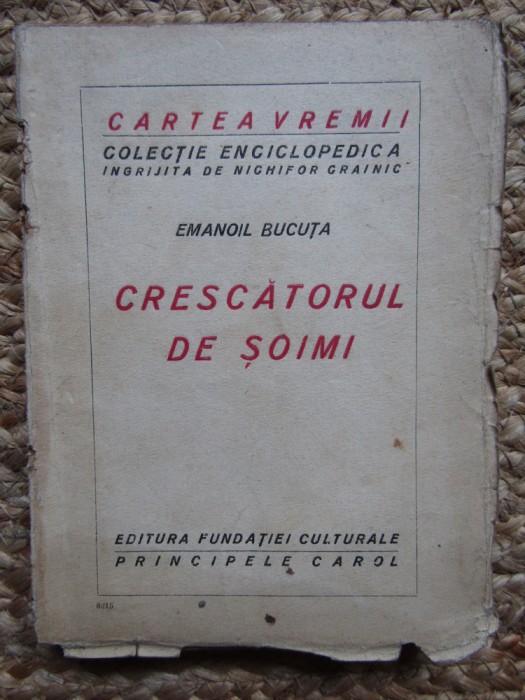 CARTEA VREMII
COLECȚIE ENCICLOPEDICA
INGRIJITA DE NICHIFOR CRAINIC
EMANOIL BUCUȚA
CRESCĂTORUL
DE ȘOIMI
EDITURA FUNDAȚIEI CULTURALE
PRINCIPELE CAROL